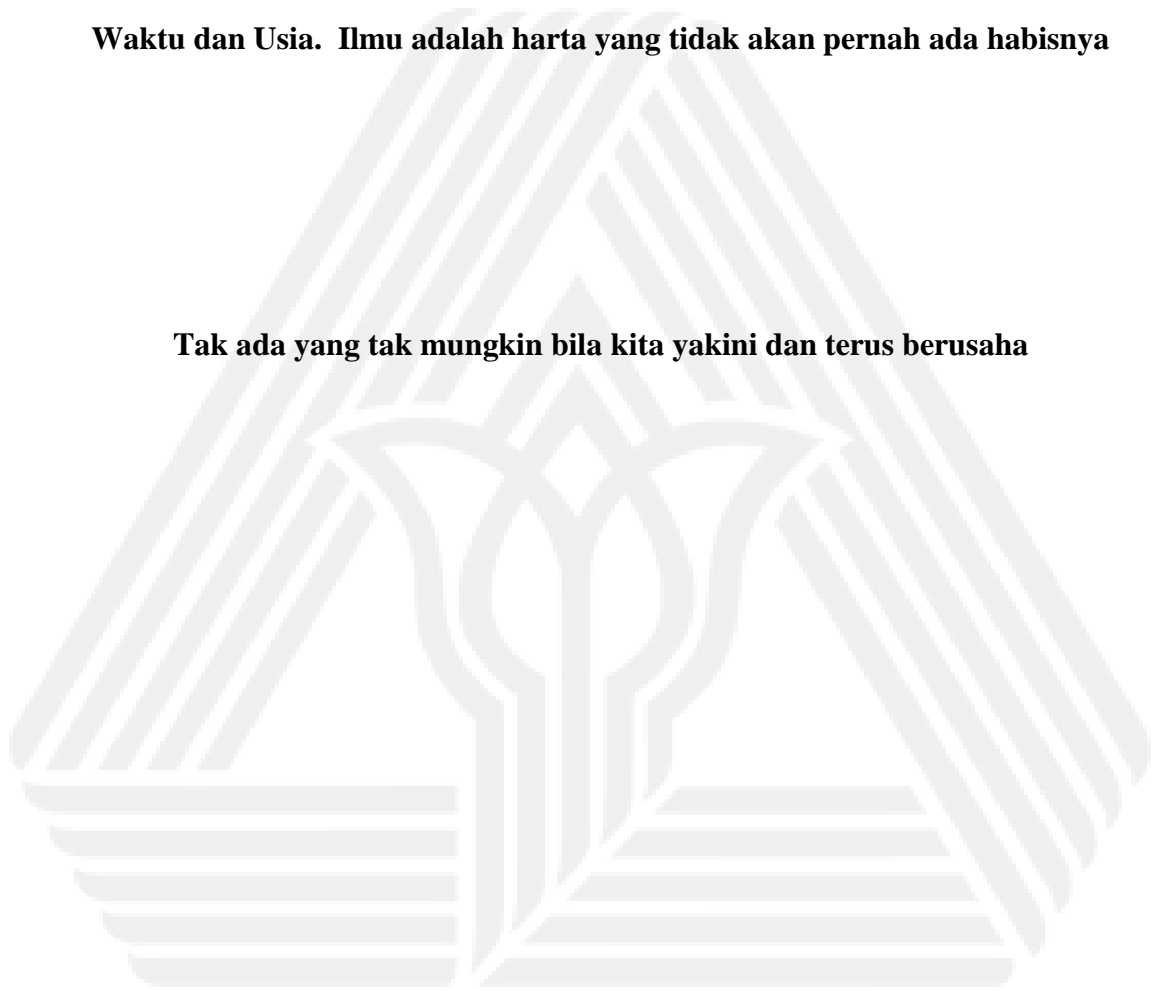 Waktu dan Usia.  Ilmu adalah harta yang tidak akan pernah ada habisnya
Tak ada yang tak mungkin bila kita yakini dan terus berusaha